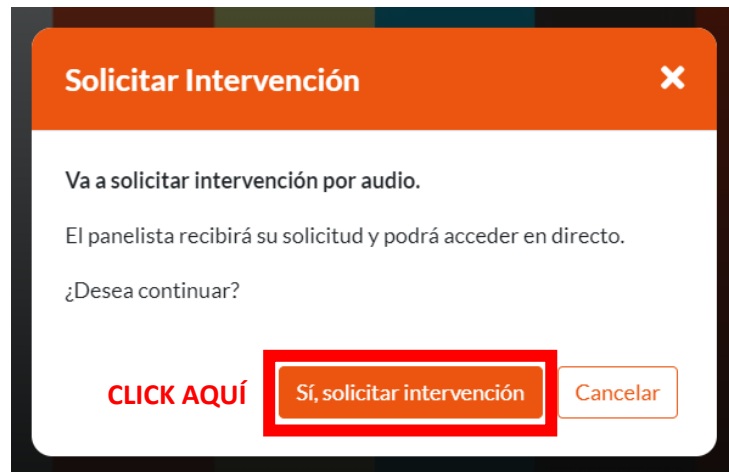 Solicitar Intervención
Va a solicitar intervención por audio.
El panelista recibirá su solicitud y podrá acceder en directo.
¿Desea continuar?
CLICK AQUÍ Sí, solicitar intervención Cancelar